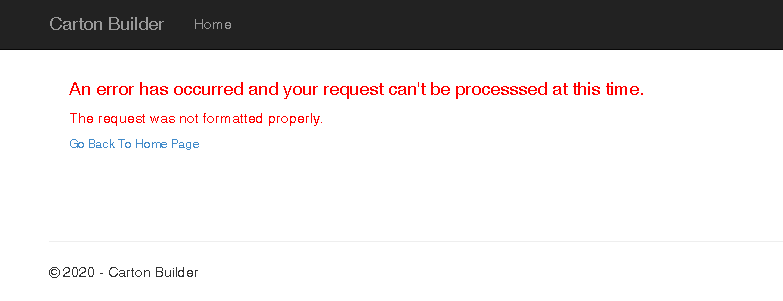 Carton Builder Home
An error has occurred and your request can't be processsed at this time.
The request was not formatted properly.
Go Back To Home Page
© 2020 - Carton Builder